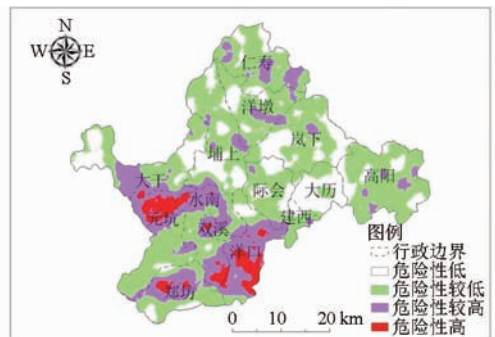 N
W E
S
仁寿
洋墩
岚下
埔上
高阳
大干
水南
际会
大历
元坑
双溪
建西
洋口
郑坊
图例
行政边界
危险性低
危险性较低
危险性较高
危险性高
0 10 20 km